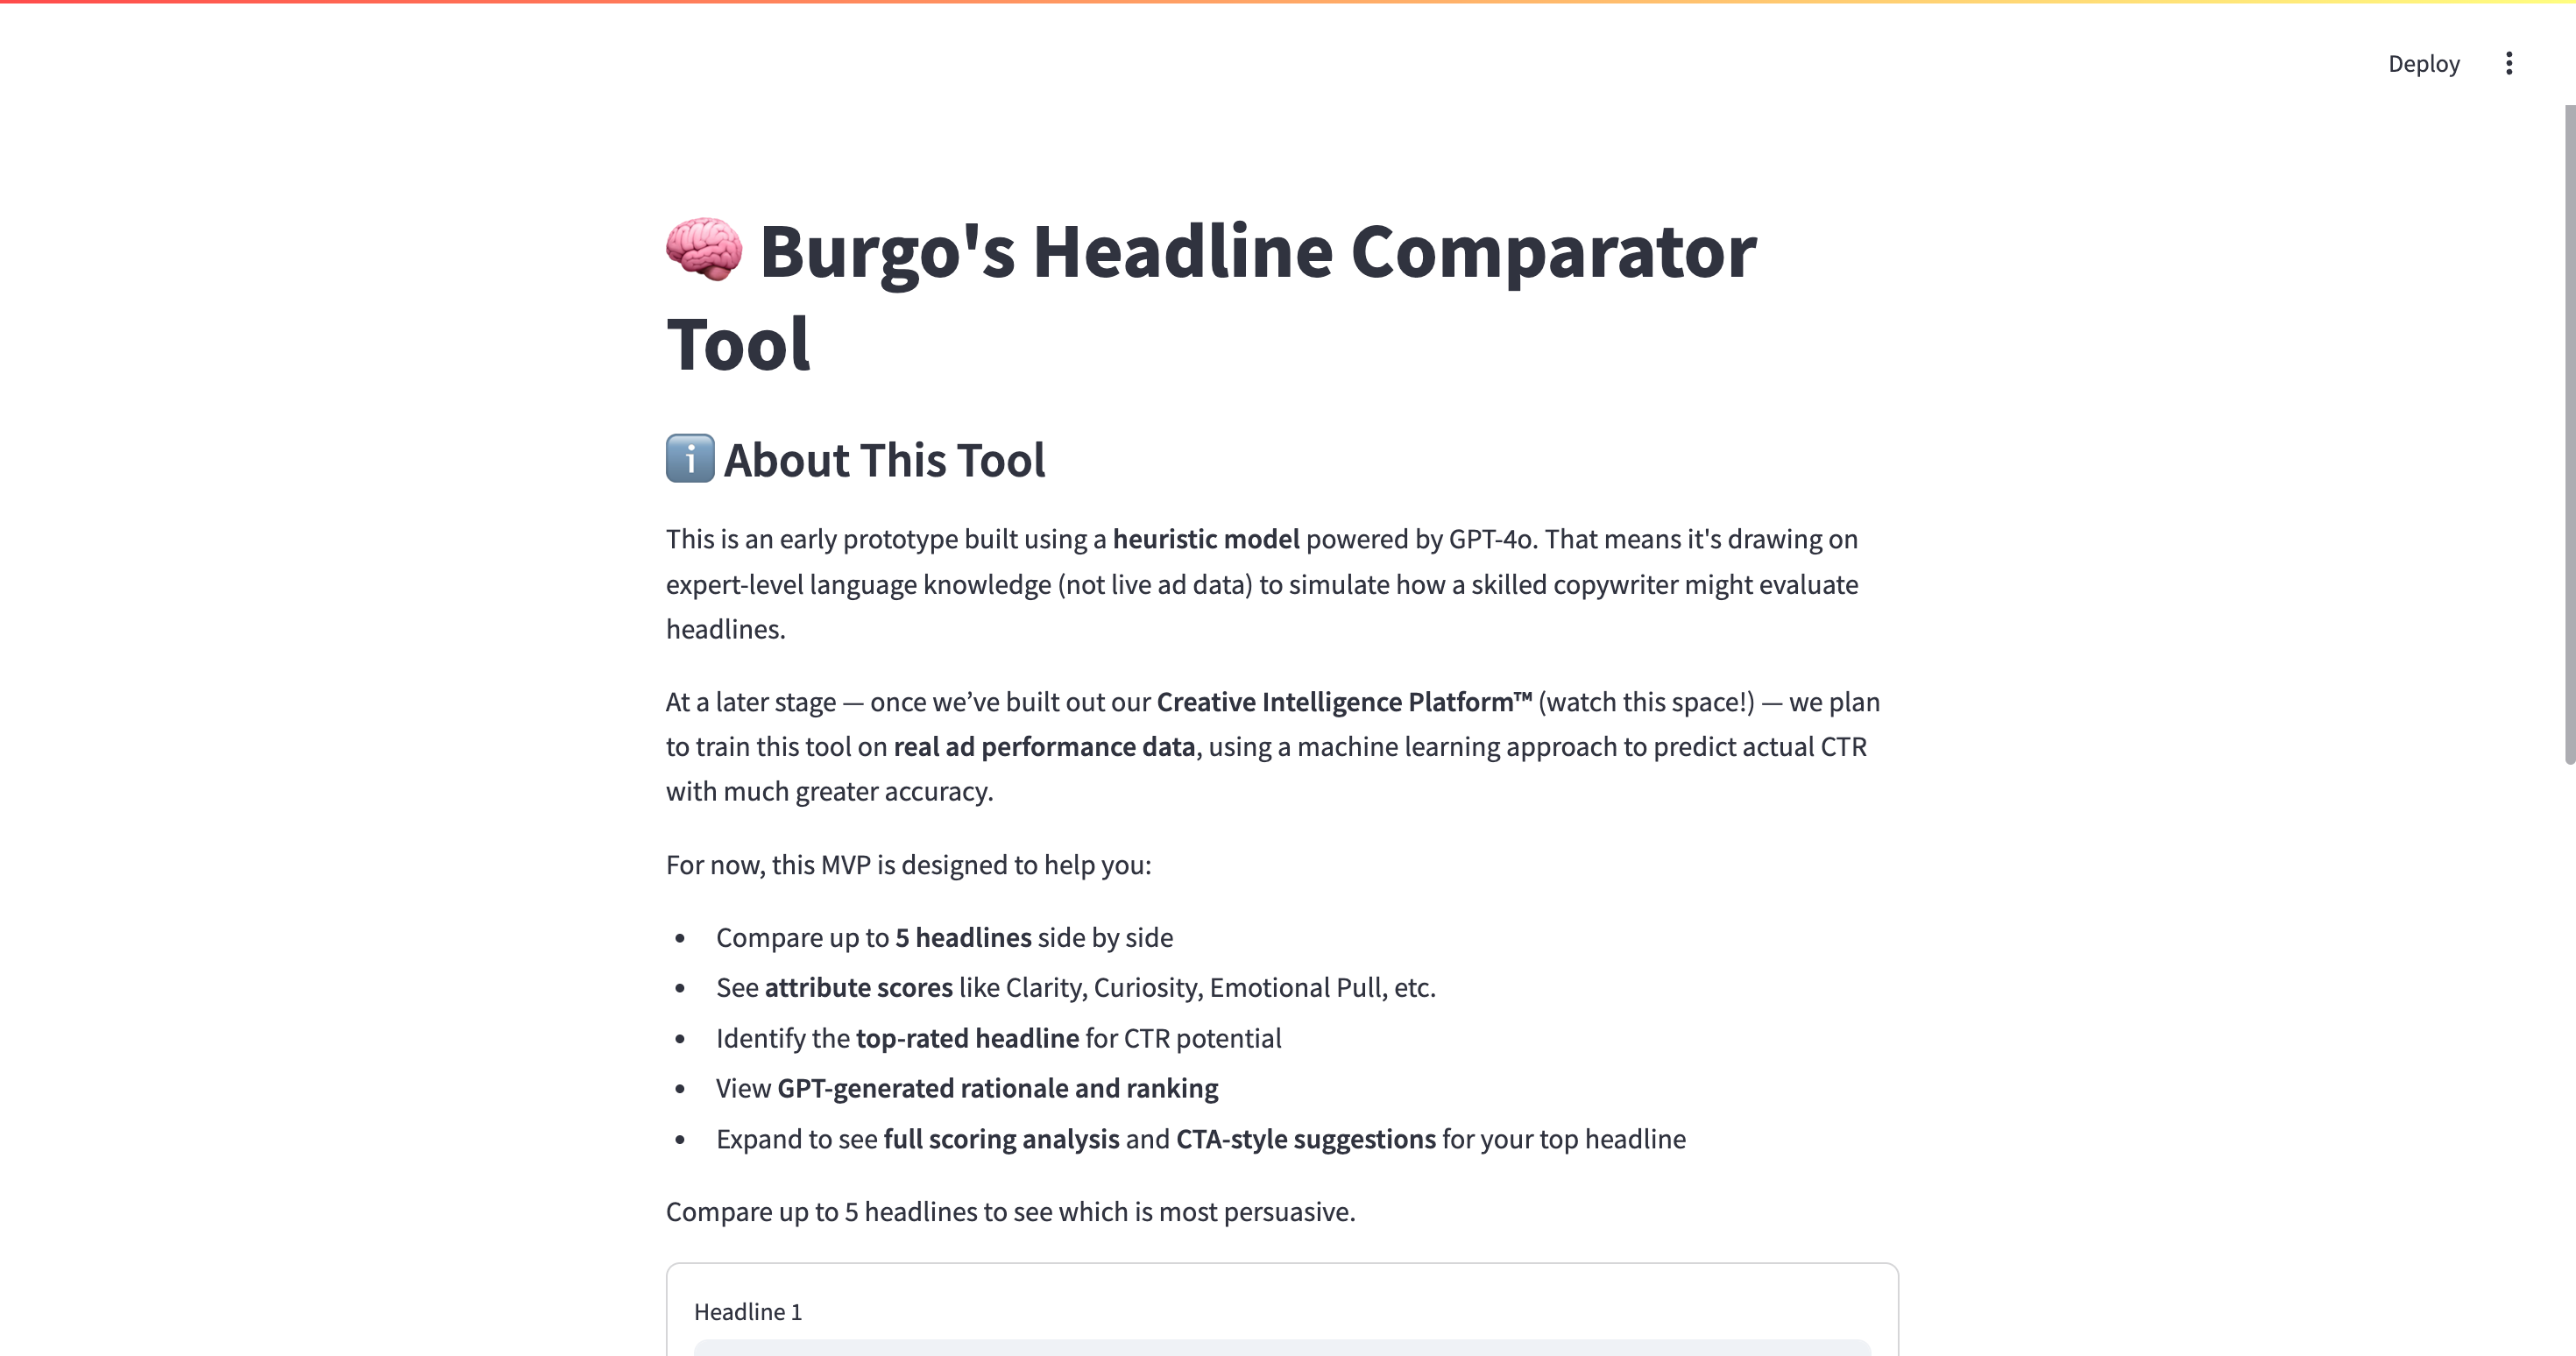 Deploy
🧠 Burgo's Headline Comparator
Tool
ℹ️ About This Tool
This is an early prototype built using a heuristic model powered by GPT-4o. That means it's drawing on
expert-level language knowledge (not live ad data) to simulate how a skilled copywriter might evaluate
headlines.
At a later stage — once we’ve built out our Creative Intelligence Platform™ (watch this space!) — we plan
to train this tool on real ad performance data, using a machine learning approach to predict actual CTR
with much greater accuracy.
For now, this MVP is designed to help you:
• Compare up to 5 headlines side by side
• See attribute scores like Clarity, Curiosity, Emotional Pull, etc.
• Identify the top-rated headline for CTR potential
• View GPT-generated rationale and ranking
• Expand to see full scoring analysis and CTA-style suggestions for your top headline
Compare up to 5 headlines to see which is most persuasive.
Headline 1